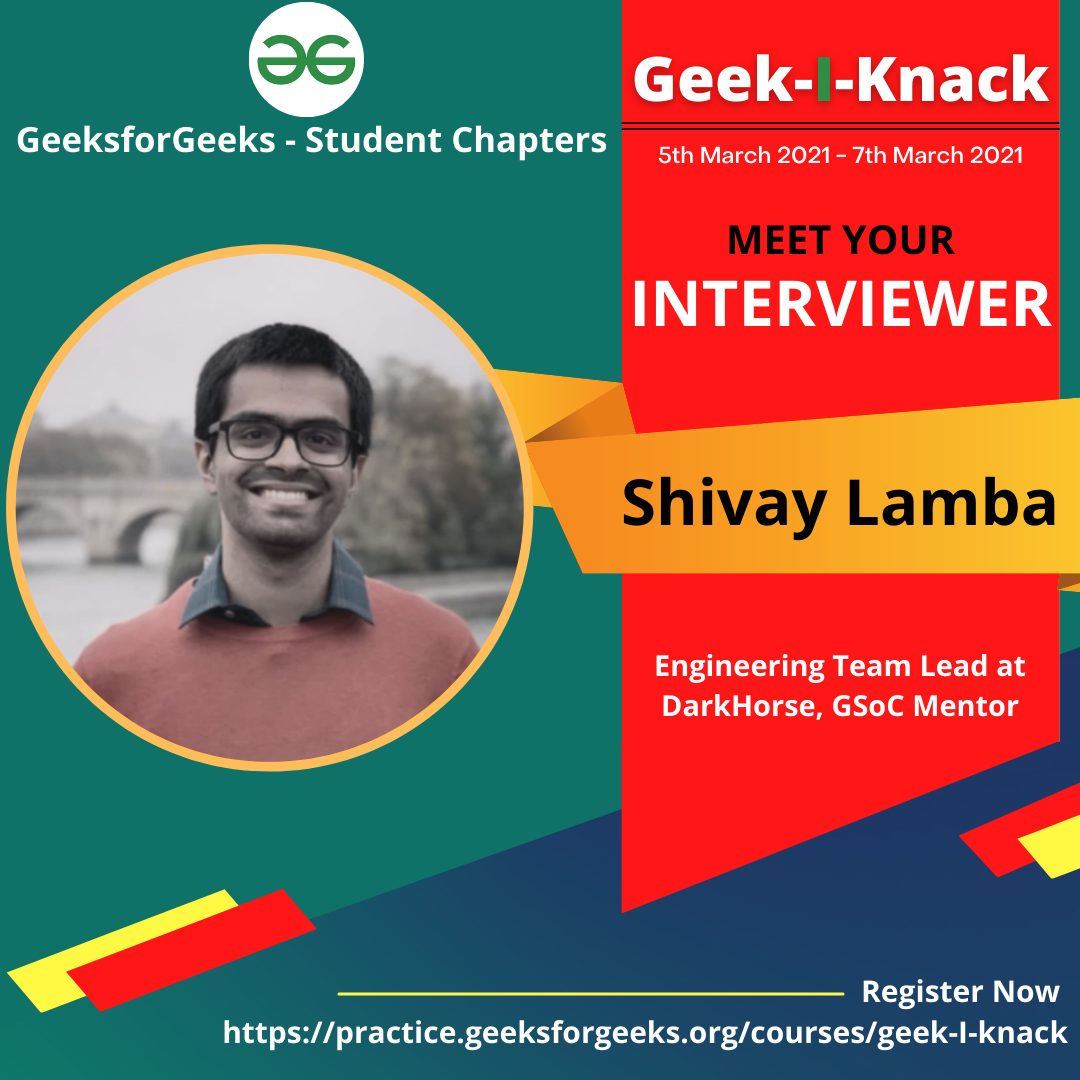 GeeksforGeeks - Student Chapters
Geek-I-Knack
5th March 2021 – 7th March 2021
MEET YOUR
INTERVIEWER
Shivay Lamba
Engineering Team Lead at
DarkHorse, GSoC Mentor
Register Now
https://practice.geeksforgeeks.org/courses/geek-I-knack